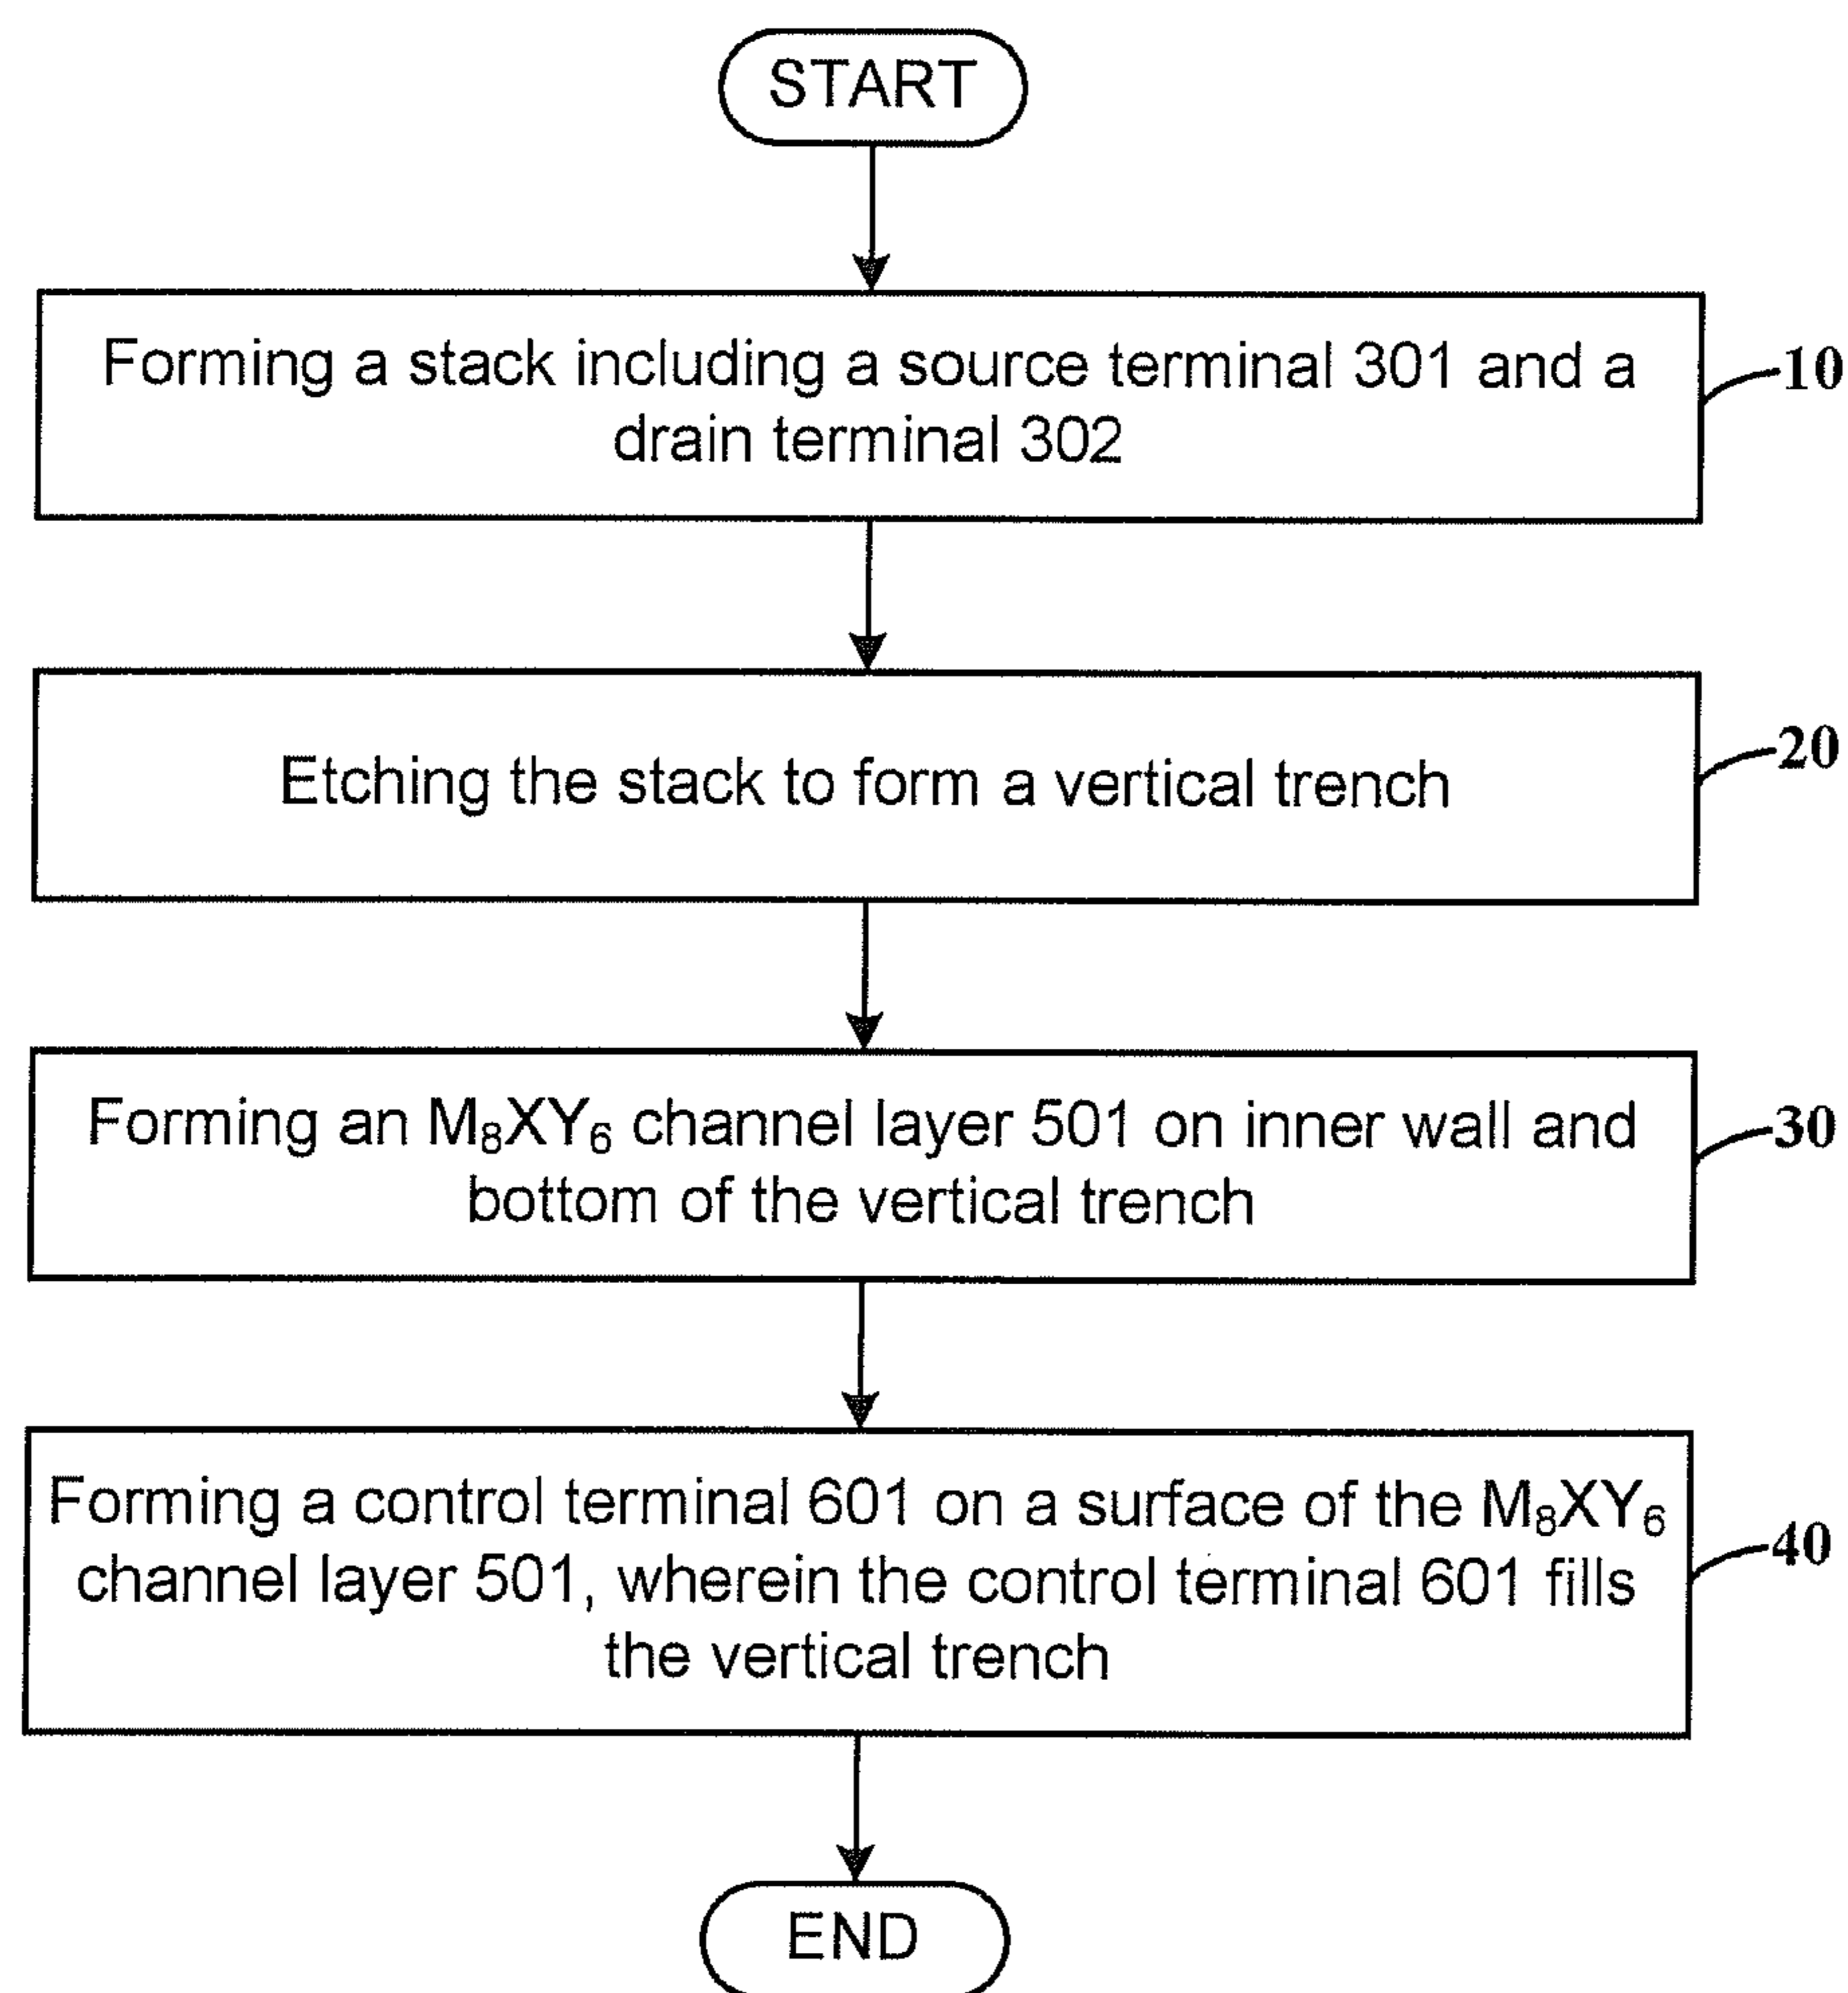 START
Forming a stack including a source terminal 301 and a
drain terminal 302
10
Etching the stack to form a vertical trench
20
Forming an M₈XY₆ channel layer 501 on inner wall and
bottom of the vertical trench
30
Forming a control terminal 601 on a surface of the M₈XY₆
channel layer 501, wherein the control terminal 601 fills
the vertical trench
40
END